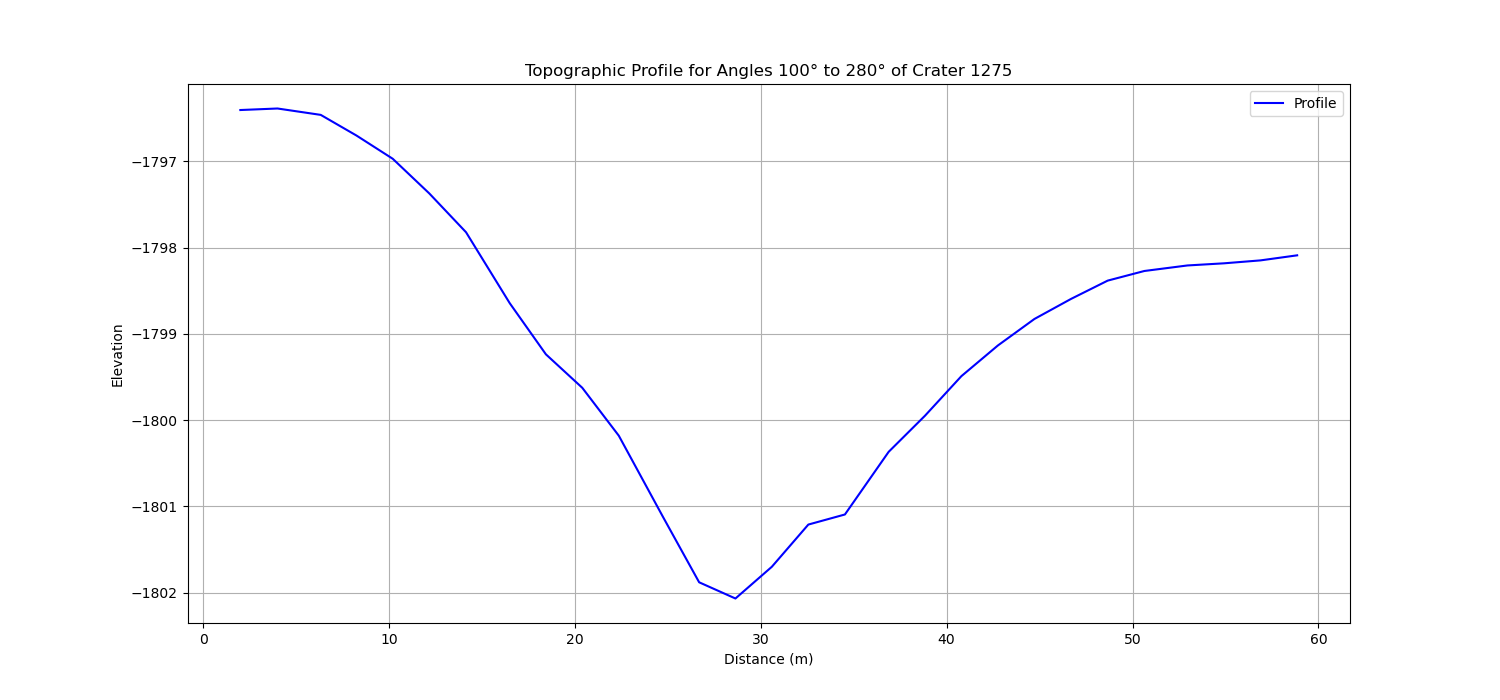 Topographic Profile for Angles 100° to 280° of Crater 1275
Profile
Elevation
−1797
−1798
−1799
−1800
−1801
−1802
0 10 20 30 40 50 60
Distance (m)